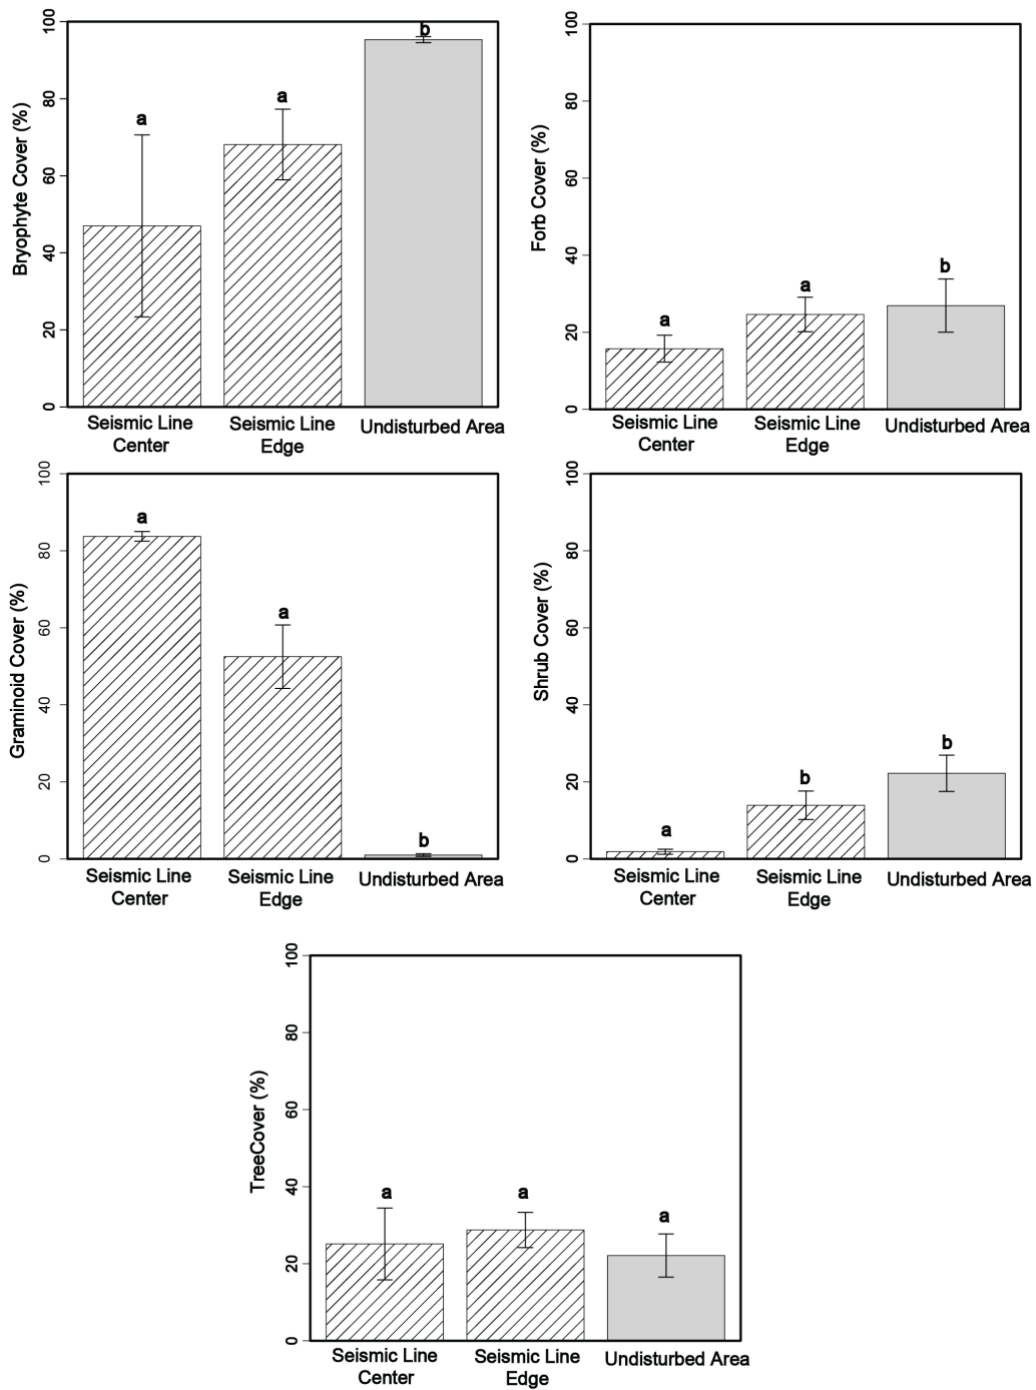 Bryophyte Cover (%)
100
80
60
40
20
0
a
a
b
Seismic Line
Center
Seismic Line
Edge
Undisturbed Area
Forb Cover (%)
100
80
60
40
20
0
a
a
b
Seismic Line
Center
Seismic Line
Edge
Undisturbed Area
Graminoid Cover (%)
100
80
60
40
20
0
a
a
b
Seismic Line
Center
Seismic Line
Edge
Undisturbed Area
Shrub Cover (%)
100
80
60
40
20
0
a
b
b
Seismic Line
Center
Seismic Line
Edge
Undisturbed Area
TreeCover (%)
100
80
60
40
20
0
a
a
a
Seismic Line
Center
Seismic Line
Edge
Undisturbed Area